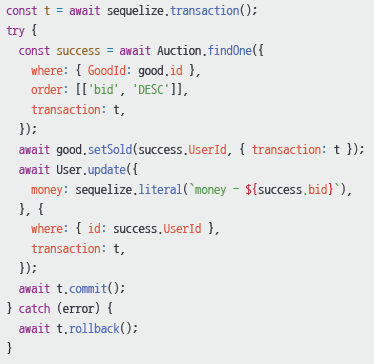 const t = await sequelize.transaction();
try {
  const success = await Auction.findOne({
    where: { GoodId: good.id },
    order: [['bid', 'DESC']],
    transaction: t,
  });
  await good.setSold(success.UserId, { transaction: t });
  await User.update({
    money: sequelize.literal(`money - ${success.bid}`),
  }, {
    where: { id: success.UserId },
    transaction: t,
  });
  await t.commit();
} catch (error) {
  await t.rollback();
}